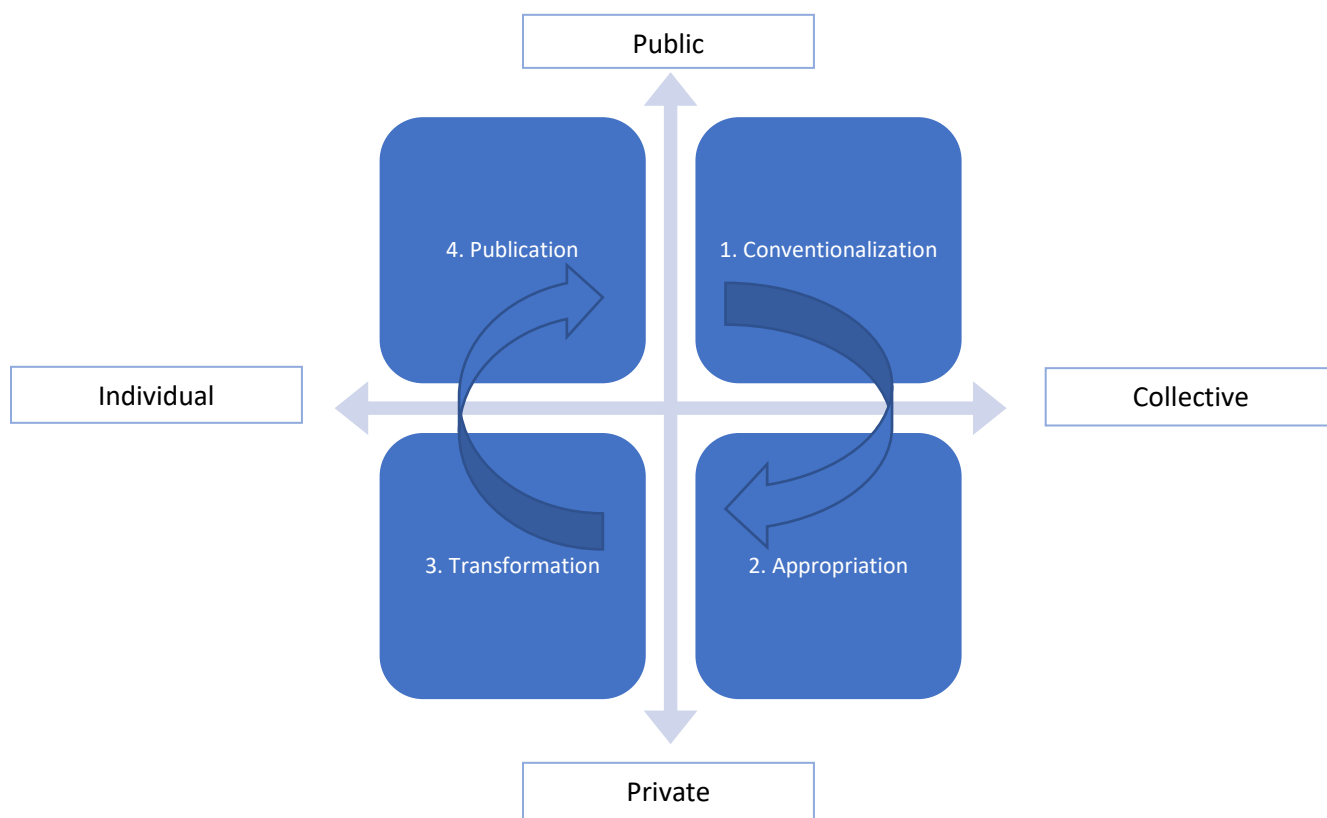 Public
4. Publication
1. Conventionalization
Individual
Collective
3. Transformation
2. Appropriation
Private